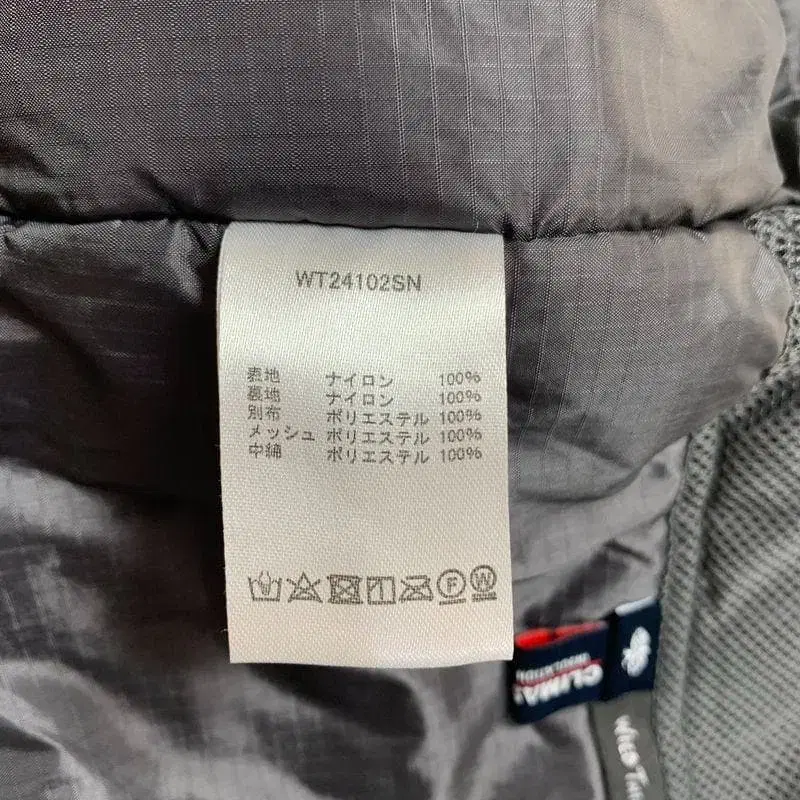 WT24102SN
表地 ナイロン 100%
裏地 ナイロン 100%
別布 ポリエステル 100%
メッシュ ポリエステル 100%
中綿 ポリエステル 100%
F W
CLIMA
WILD